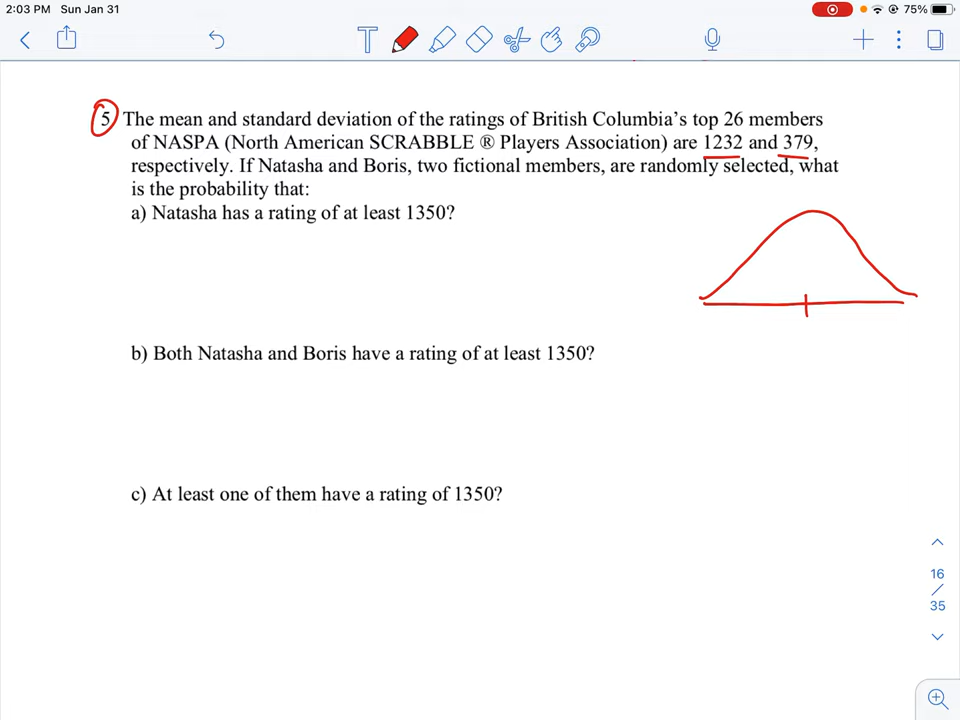 2:03 PM Sun Jan 31
75%
5. The mean and standard deviation of the ratings of British Columbia's top 26 members
of NASPA (North American SCRABBLE ® Players Association) are 1232 and 379,
respectively. If Natasha and Boris, two fictional members, are randomly selected, what
is the probability that:
a) Natasha has a rating of at least 1350?
b) Both Natasha and Boris have a rating of at least 1350?
c) At least one of them have a rating of 1350?
16
/
35